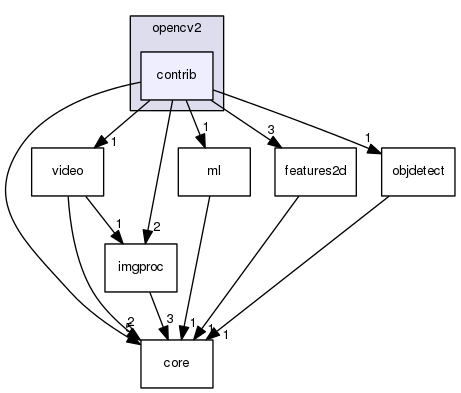 opencv2
contrib
1
1
3
1
video
ml
features2d
objdetect
1
2
imgproc
2
3
1
1
1
core